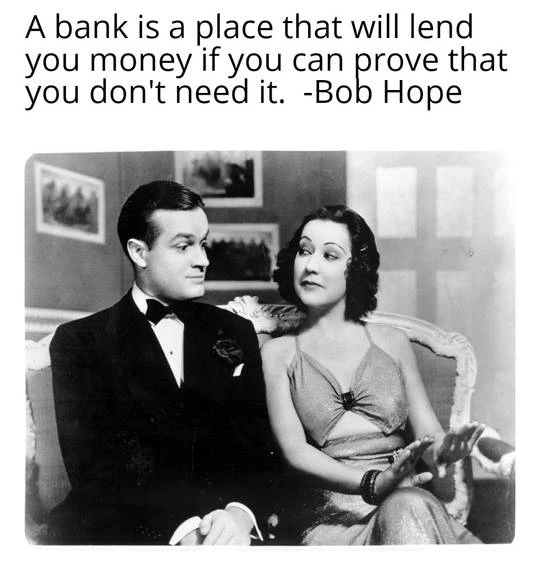 A bank is a place that will lend
you money if you can prove that
you don't need it.  -Bob Hope